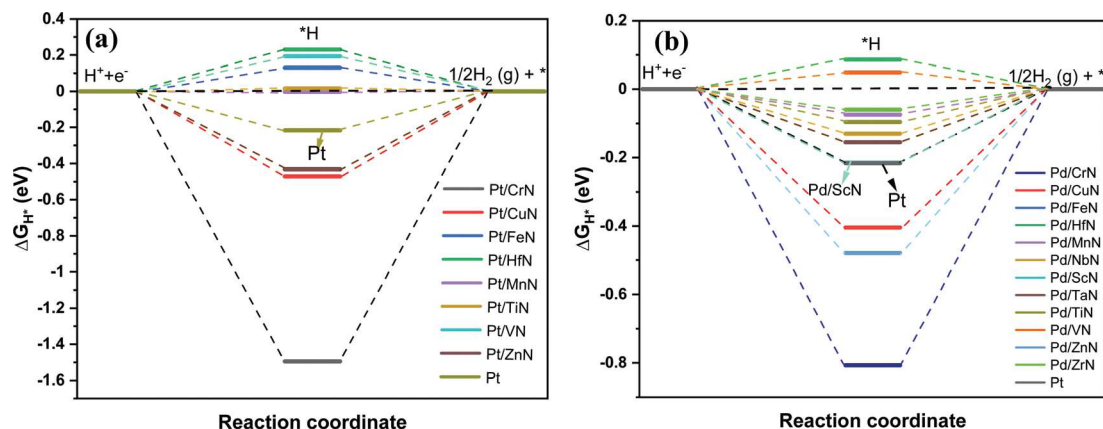 (a)
*H
H⁺+e⁻
1/2H₂ (g) + *
Pt
ΔG_H* (eV)
0.4
0.2
0
-0.2
-0.4
-0.6
-0.8
-1
-1.2
-1.4
-1.6
Pt/CrN
Pt/CuN
Pt/FeN
Pt/HfN
Pt/MnN
Pt/TiN
Pt/VN
Pt/ZnN
Pt
Reaction coordinate
(b)
*H
H⁺+e⁻
1/2H₂ (g) + *
Pd/ScN
Pt
ΔG_H* (eV)
0.2
0
-0.2
-0.4
-0.6
-0.8
Pd/CrN
Pd/CuN
Pd/FeN
Pd/HfN
Pd/MnN
Pd/NbN
Pd/ScN
Pd/TaN
Pd/TiN
Pd/VN
Pd/ZnN
Pd/ZrN
Pt
Reaction coordinate